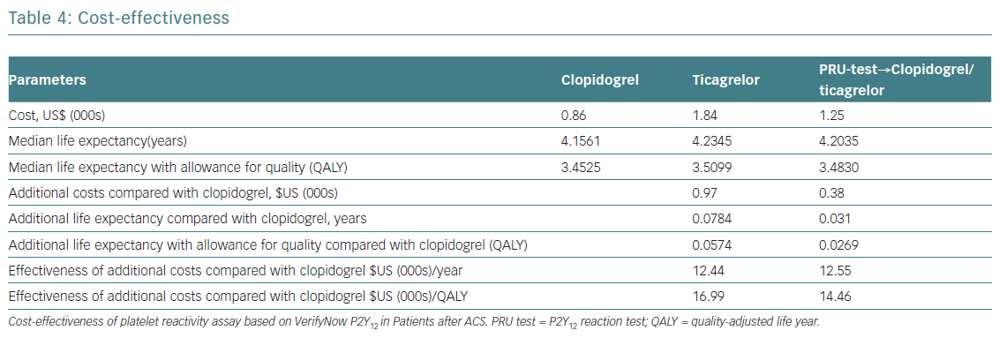 Table 4: Cost-effectiveness
Parameters Clopidogrel Ticagrelor PRU-test→Clopidogrel/
ticagrelor
Cost, US$ (000s) 0.86 1.84 1.25
Median life expectancy(years) 4.1561 4.2345 4.2035
Median life expectancy with allowance for quality (QALY) 3.4525 3.5099 3.4830
Additional costs compared with clopidogrel, $US (000s) 0.97 0.38
Additional life expectancy compared with clopidogrel, years 0.0784 0.031
Additional life expectancy with allowance for quality compared with clopidogrel (QALY) 0.0574 0.0269
Effectiveness of additional costs compared with clopidogrel $US (000s)/year 12.44 12.55
Effectiveness of additional costs compared with clopidogrel $US (000s)/QALY 16.99 14.46
Cost-effectiveness of platelet reactivity assay based on VerifyNow P2Y12 in Patients after ACS. PRU test = P2Y12 reaction test; QALY = quality-adjusted life year.